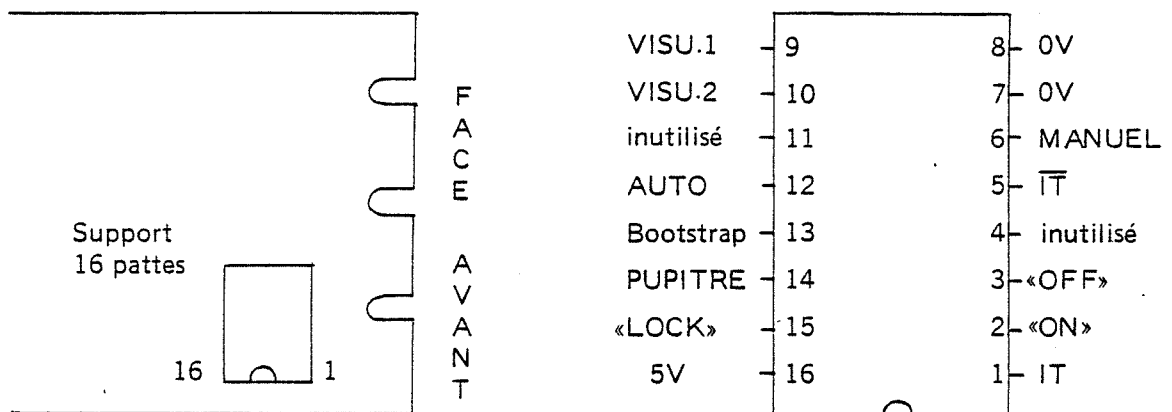 FACE AVANT
Support
16 pattes
16 1
VISU.1 9 8 0V
VISU.2 10 7 0V
inutilisé 11 6 MANUEL
AUTO 12 5 I̅T̅
Bootstrap 13 4 inutilisé
PUPITRE 14 3 «OFF»
«LOCK» 15 2 «ON»
5V 16 1 IT